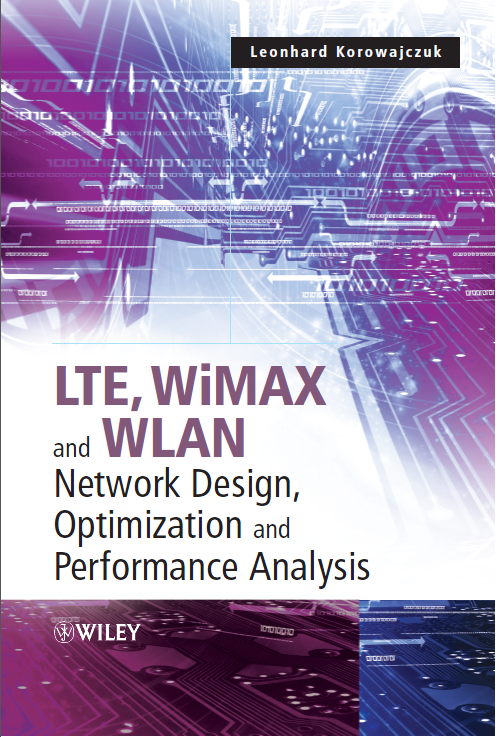 Leonhard Korowajczuk
LTE, WiMAX
and WLAN
Network Design,
Optimization and
Performance Analysis
WILEY